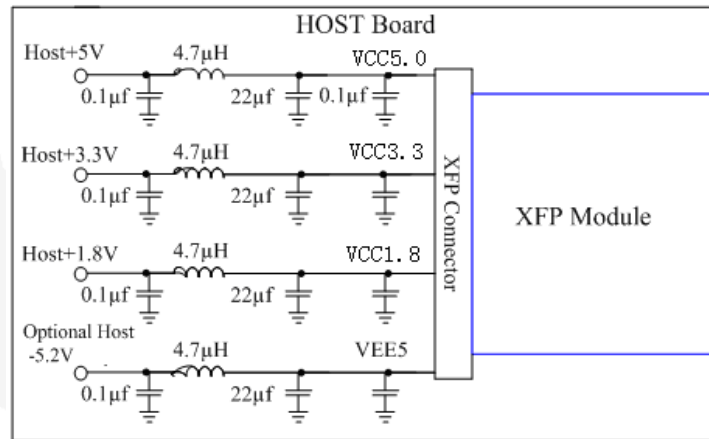 HOST Board
Host+5V
4.7μH
VCC5.0
0.1μf
22μf
0.1μf
Host+3.3V
4.7μH
VCC3.3
0.1μf
22μf
Host+1.8V
4.7μH
VCC1.8
0.1μf
22μf
Optional Host
-5.2V
4.7μH
VEE5
0.1μf
22μf
XFP Connector
XFP Module